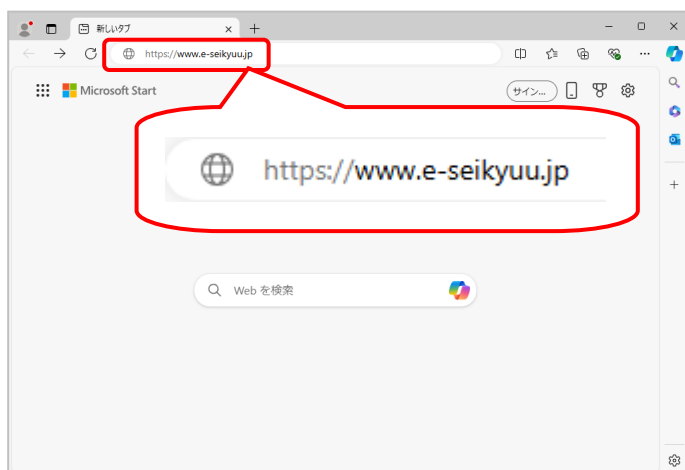 新しいタブ
https://www.e-seikyuu.jp
Microsoft Start
サイン...
https://www.e-seikyuu.jp
Web を検索